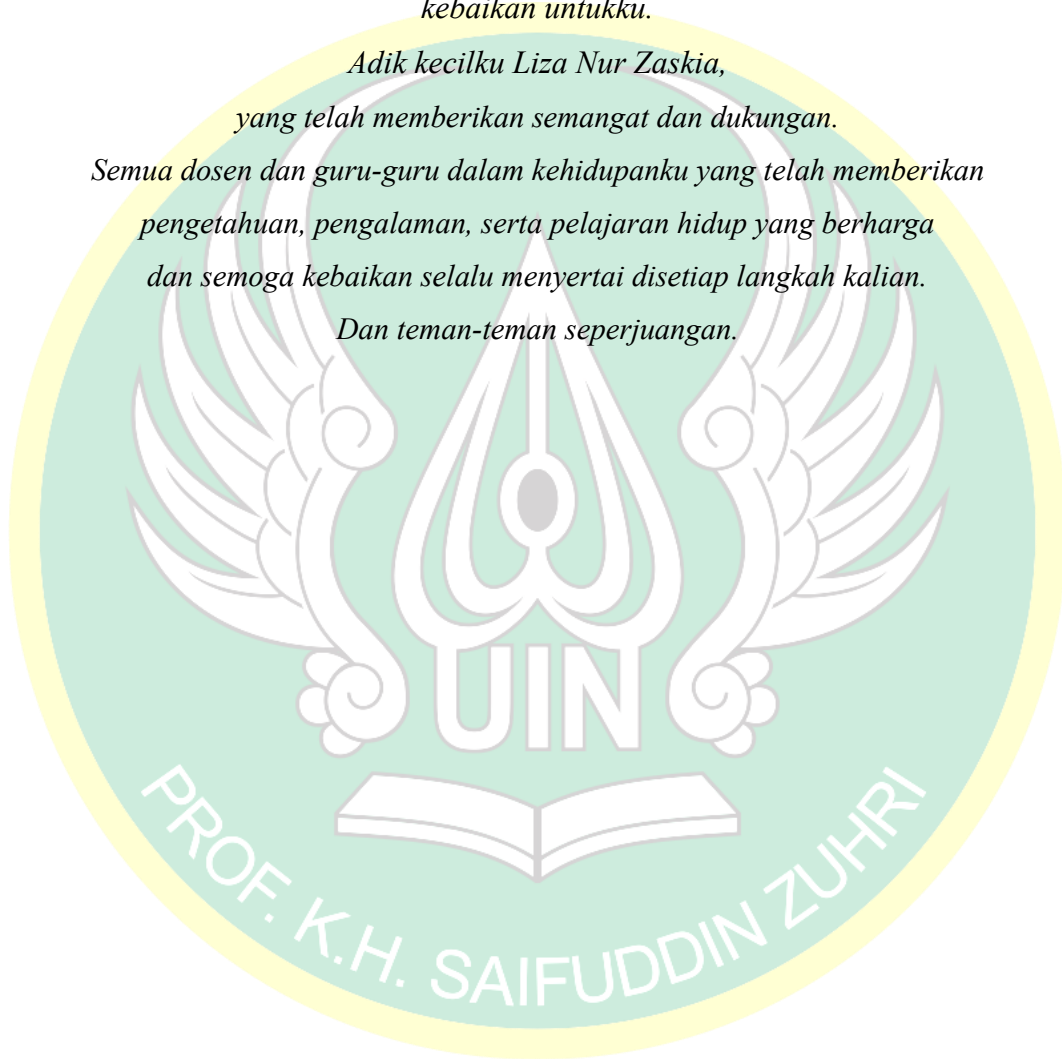 kebaikan untukku.
Adik kecilku Liza Nur Zaskia,
yang telah memberikan semangat dan dukungan.
Semua dosen dan guru-guru dalam kehidupanku yang telah memberikan
pengetahuan, pengalaman, serta pelajaran hidup yang berharga
dan semoga kebaikan selalu menyertai disetiap langkah kalian.
Dan teman-teman seperjuangan.
UIN
PROF. K.H. SAIFUDDIN ZUHRI